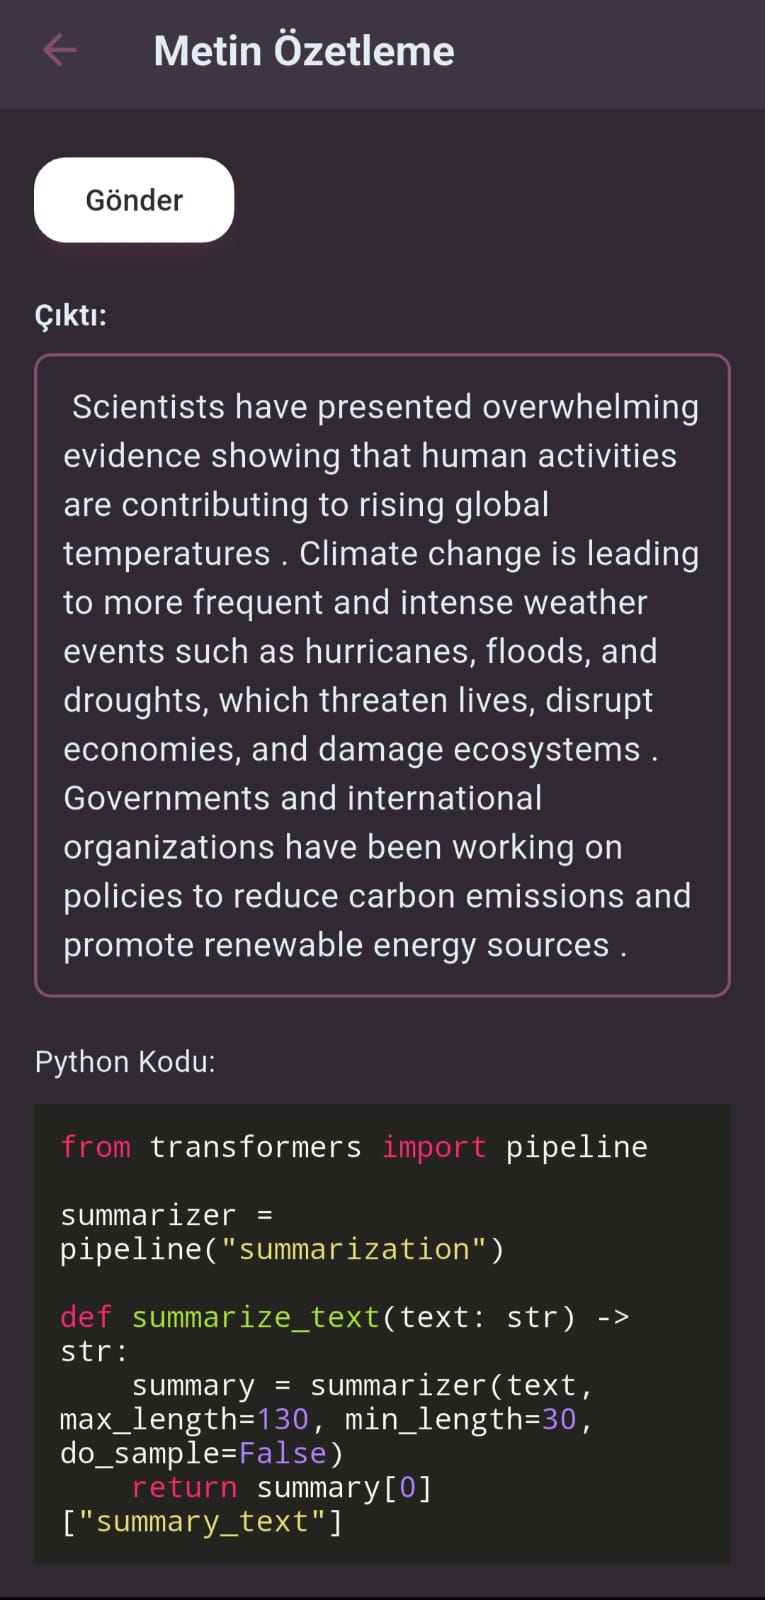 Metin Özetleme
Gönder
Çıktı:
Scientists have presented overwhelming
evidence showing that human activities
are contributing to rising global
temperatures . Climate change is leading
to more frequent and intense weather
events such as hurricanes, floods, and
droughts, which threaten lives, disrupt
economies, and damage ecosystems .
Governments and international
organizations have been working on
policies to reduce carbon emissions and
promote renewable energy sources .
Python Kodu:
from transformers import pipeline
summarizer =
pipeline("summarization")
def summarize_text(text: str) ->
str:
    summary = summarizer(text,
max_length=130, min_length=30,
do_sample=False)
    return summary[0]
["summary_text"]